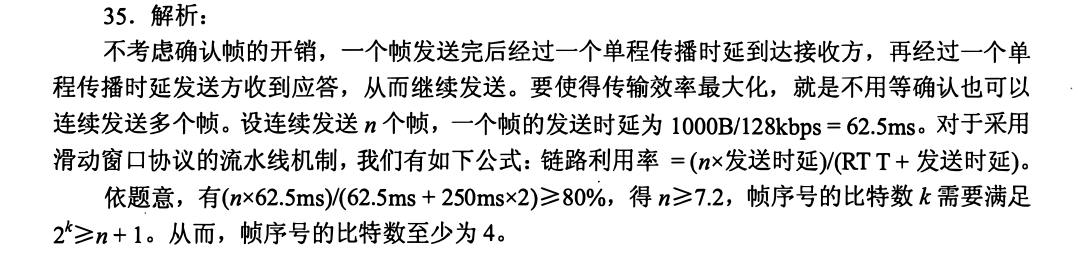 35．解析：
不考虑确认帧的开销，一个帧发送完后经过一个单程传播时延到达接收方，再经过一个单
程传播时延发送方收到应答，从而继续发送。要使得传输效率最大化，就是不用等确认也可以
连续发送多个帧。设连续发送 n 个帧，一个帧的发送时延为 1000B/128kbps = 62.5ms。对于采用
滑动窗口协议的流水线机制，我们有如下公式：链路利用率 =(n×发送时延)/(RT T + 发送时延)。
依题意，有(n×62.5ms)/(62.5ms + 250ms×2)≥80%，得 n≥7.2，帧序号的比特数 k 需要满足
2ᵏ≥n + 1。从而，帧序号的比特数至少为 4。